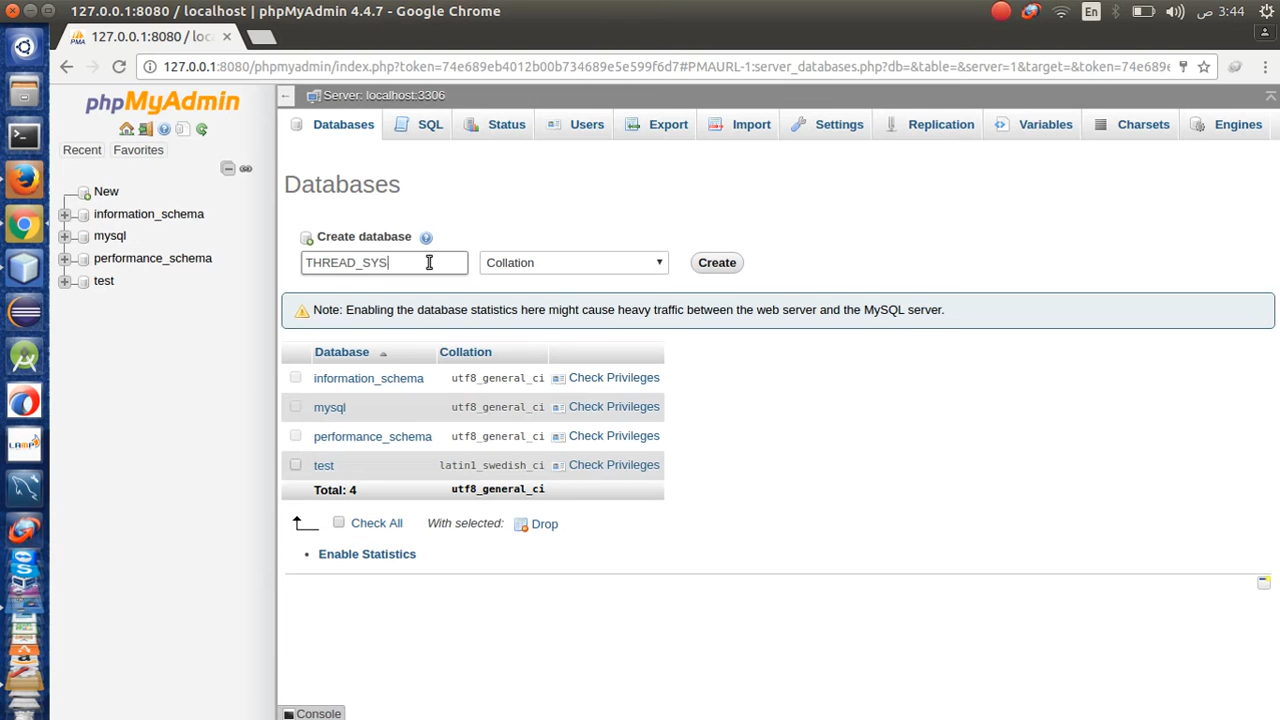 127.0.0.1:8080 / localhost | phpMyAdmin 4.4.7 - Google Chrome
En
3:44 ص
127.0.0.1:8080 / loc
127.0.0.1:8080/phpmyadmin/index.php?token=74e689eb4012b00b734689e5e599f6d7#PMAURL-1:server_databases.php?db=&table=&server=1&target=&token=74e689e
phpMyAdmin
Recent
Favorites
New
information_schema
mysql
performance_schema
test
Server: localhost:3306
Databases
SQL
Status
Users
Export
Import
Settings
Replication
Variables
Charsets
Engines
Databases
Create database
THREAD_SYS
Collation
Create
Note: Enabling the database statistics here might cause heavy traffic between the web server and the MySQL server.
Database Collation
information_schema utf8_general_ci Check Privileges
mysql utf8_general_ci Check Privileges
performance_schema utf8_general_ci Check Privileges
test latin1_swedish_ci Check Privileges
Total: 4 utf8_general_ci
Check All With selected: Drop
Enable Statistics
Console
LAMP